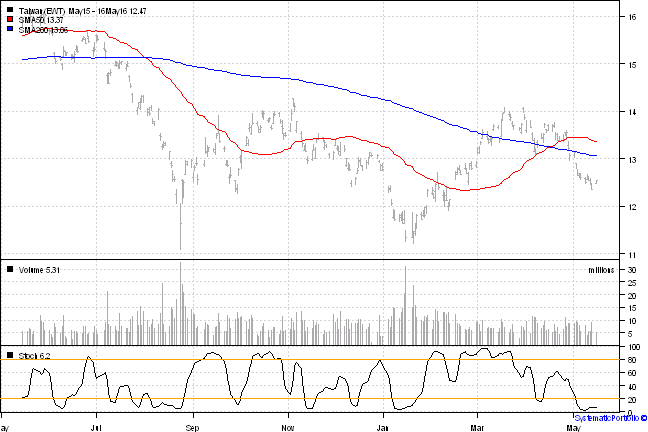 Taiwan(EWT) May15 - 16May16 12.47
SMA50 13.37
SMA200 13.06
16
15
14
13
12
11
Volume 5.31
millions
30
25
20
15
10
5
Stoch 6.2
100
80
60
40
20
0
ay Jul Sep Nov Jan Mar May
SystematicPortfolio ©